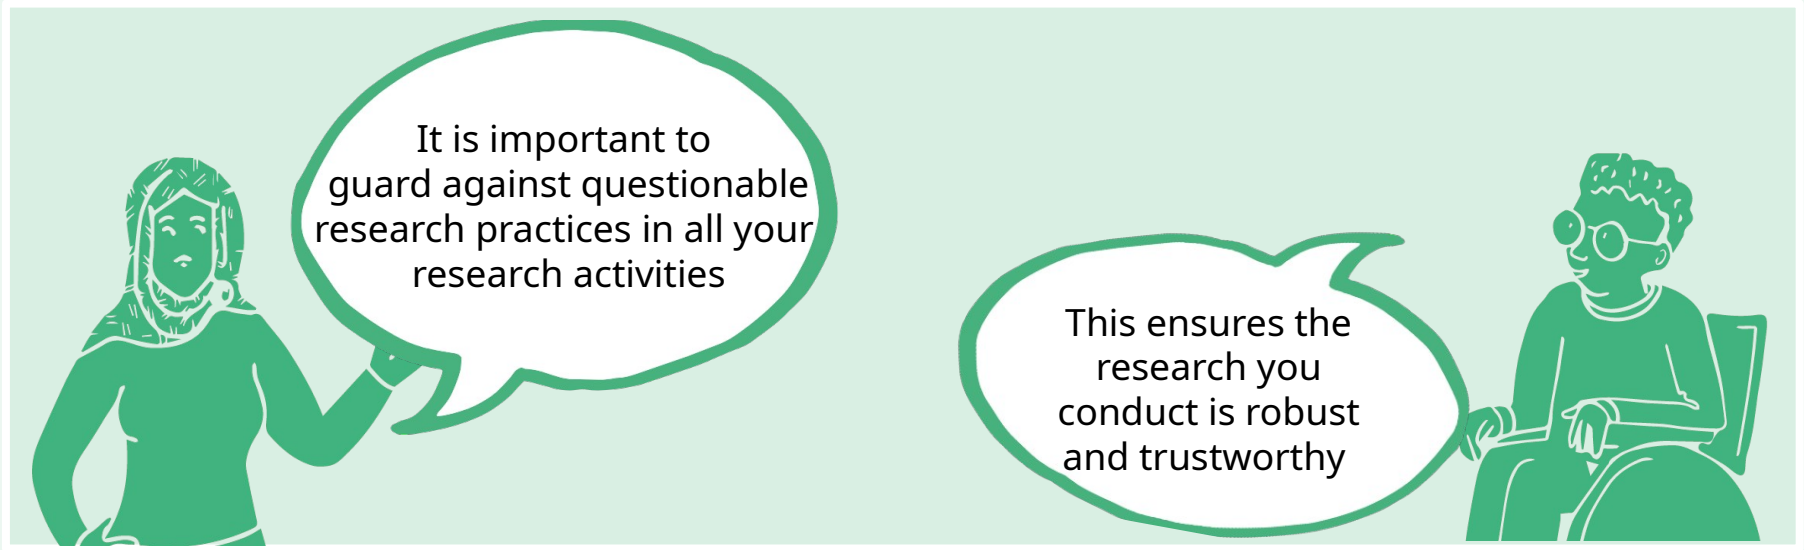 It is important to
guard against questionable
research practices in all your
research activities
This ensures the
research you
conduct is robust
and trustworthy